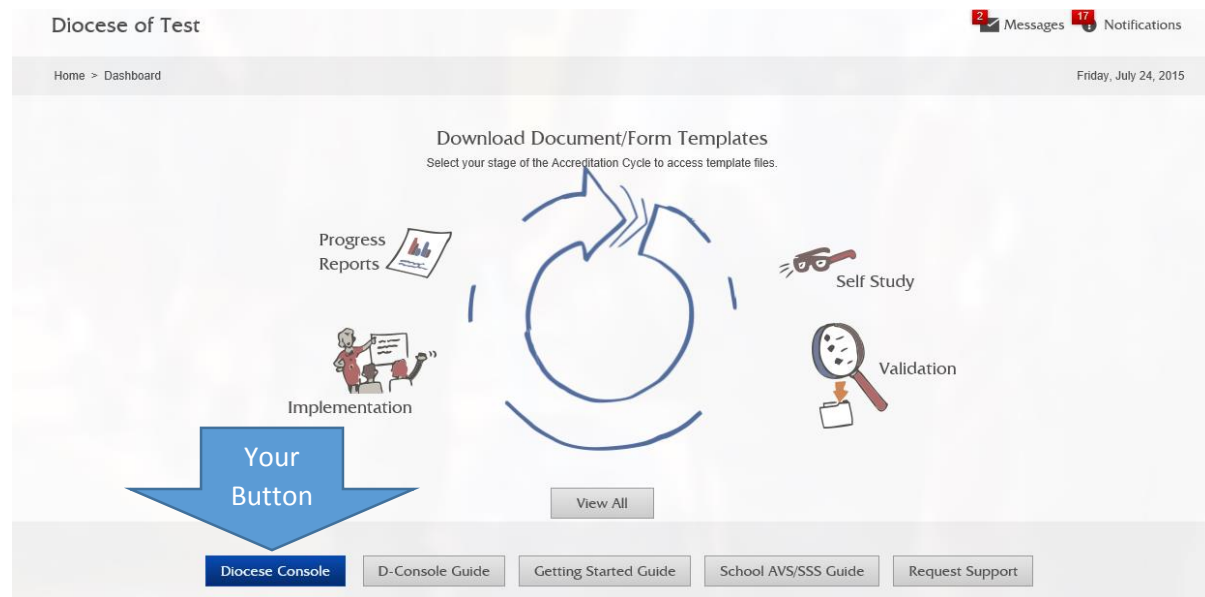 Diocese of Test
2 Messages 17 Notifications
Home > Dashboard
Friday, July 24, 2015
Download Document/Form Templates
Select your stage of the Accreditation Cycle to access template files.
Progress
Reports
Self Study
Validation
Implementation
Your
Button
View All
Diocese Console
D-Console Guide
Getting Started Guide
School AVS/SSS Guide
Request Support